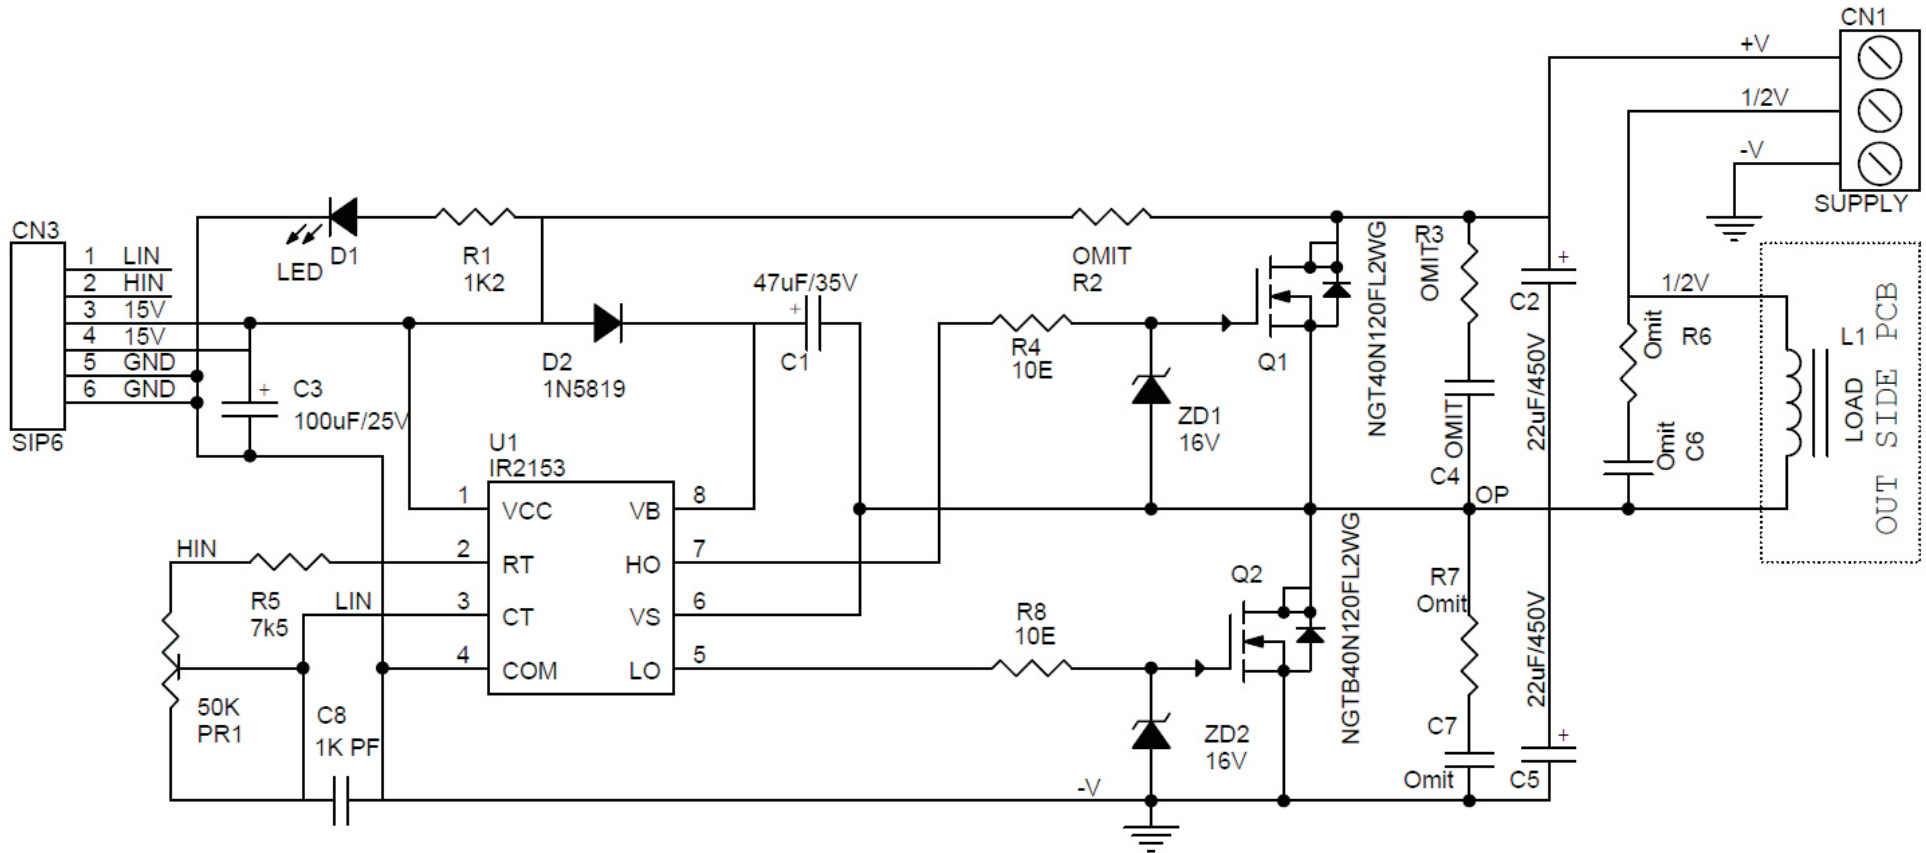 CN1
+V
1/2V
-V
SUPPLY
CN3
1 LIN
2 HIN
3 15V
4 15V
5 GND
6 GND
SIP6
LED
D1
R1
1K2
OMIT
R2
47uF/35V
+
C1
D2
1N5819
+
C3
100uF/25V
R4
10E
Q1
NGT40N120FL2WG
R3
OMIT
+
C2
22uF/450V
1/2V
Omit
R6
L1
LOAD
OUT SIDE PCB
ZD1
16V
OMIT
C4
Omit
C6
OP
U1
IR2153
1 VCC
2 RT
3 CT
4 COM
VB 8
HO 7
VS 6
LO 5
HIN
R5
7k5
LIN
50K
PR1
C8
1K PF
R8
10E
Q2
NGTB40N120FL2WG
R7
Omit
22uF/450V
ZD2
16V
C7
Omit
+
C5
-V